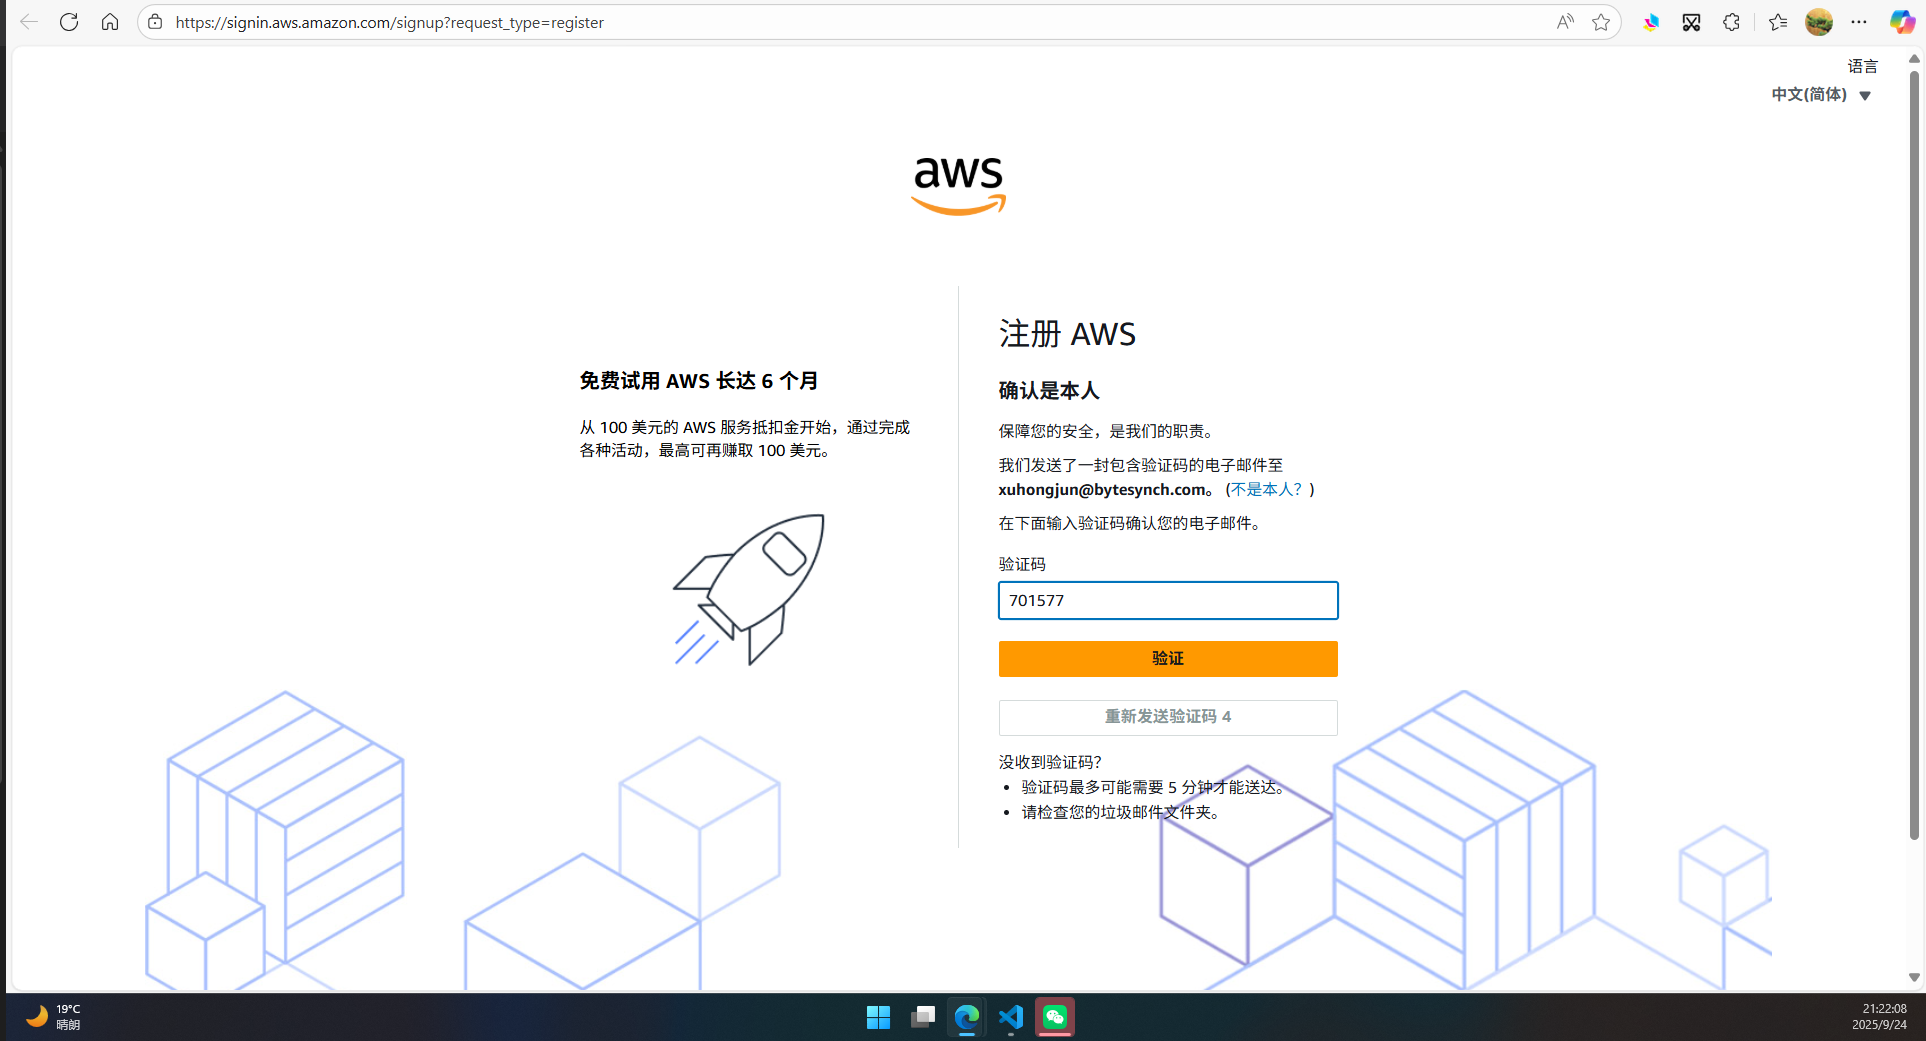 https://signin.aws.amazon.com/signup?request_type=register
语言
中文(简体)
aws
免费试用 AWS 长达 6 个月
从 100 美元的 AWS 服务抵扣金开始，通过完成
各种活动，最高可再赚取 100 美元。
注册 AWS
确认是本人
保障您的安全，是我们的职责。
我们发送了一封包含验证码的电子邮件至
xuhongjun@bytesynch.com。 (不是本人？)
在下面输入验证码确认您的电子邮件。
验证码
701577
验证
重新发送验证码 4
没收到验证码？
• 验证码最多可能需要 5 分钟才能送达。
• 请检查您的垃圾邮件文件夹。
19°C
晴朗
21:22:08
2025/9/24